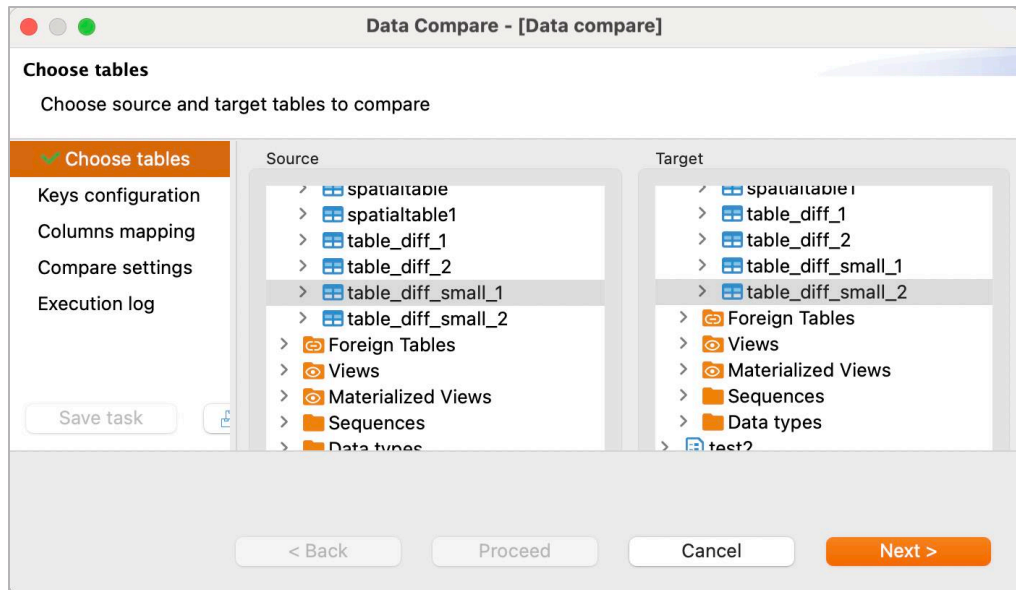 Data Compare - [Data compare]
Choose tables
Choose source and target tables to compare
Choose tables
Keys configuration
Columns mapping
Compare settings
Execution log
Save task
Source
spatialtable
spatialtable1
table_diff_1
table_diff_2
table_diff_small_1
table_diff_small_2
Foreign Tables
Views
Materialized Views
Sequences
Data types
Target
spatialtable1
table_diff_1
table_diff_2
table_diff_small_1
table_diff_small_2
Foreign Tables
Views
Materialized Views
Sequences
Data types
test2
< Back
Proceed
Cancel
Next >